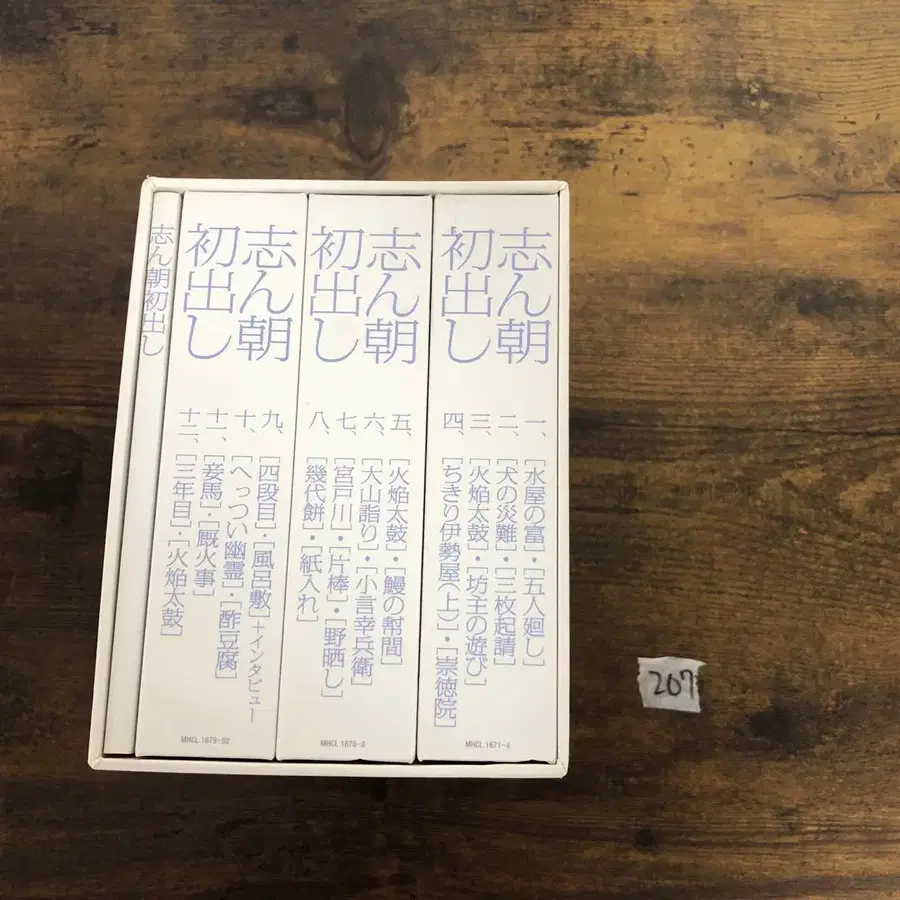 志ん朝
初出し
一、[水屋の富]・[五人廻し]
二、[犬の災難]・[三枚起請]
三、[火焔太鼓]・[坊主の遊び]
四、[ちきり伊勢屋〈上〉]・[崇徳院]
MHCL 1671-4
志ん朝
初出し
五、[火焔太鼓]・[鰻の幇間]
六、[大山詣り]・[小言幸兵衛]
七、[宮戸川]・[片棒]・[野晒し]
八、[幾代餅]・[紙入れ]
MHCL 1675-8
志ん朝
初出し
九、[四段目]・[風呂敷]+インタビュー
十、[へっつい幽霊]・[酢豆腐]
十一、[妾馬]・[厩火事]
十二、[三年目]・[火焔太鼓]
MHCL 1679-82
志ん朝初出し
207